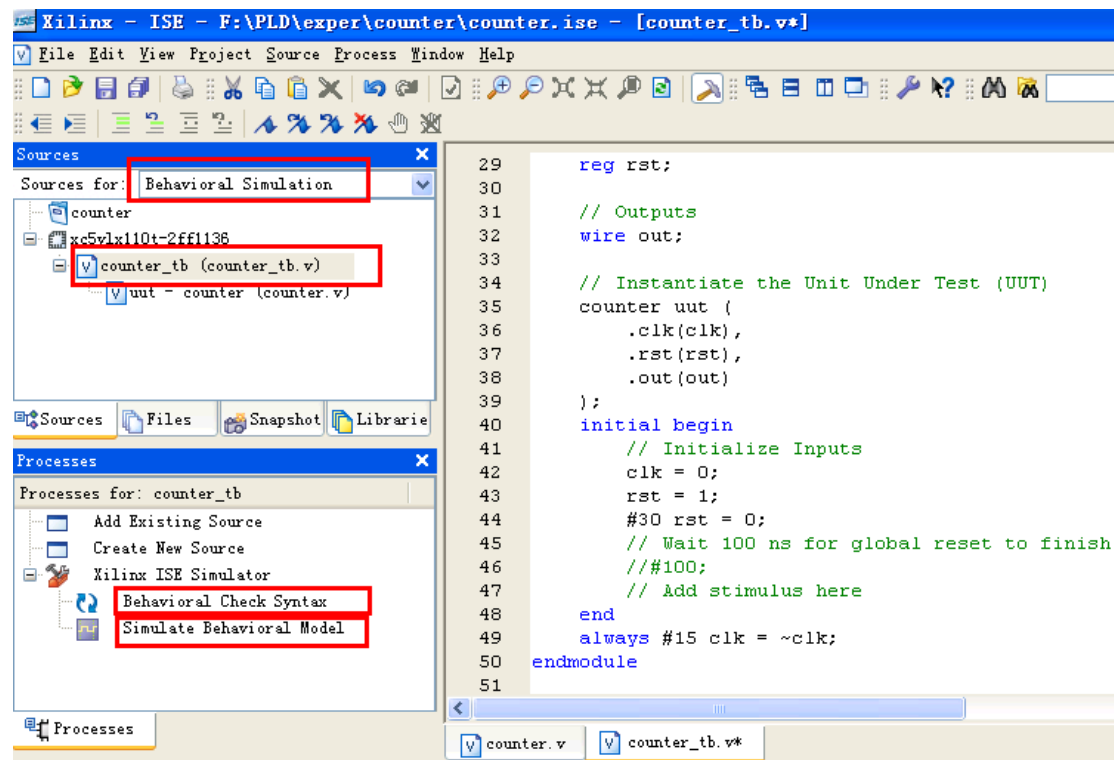 Xilinx - ISE - F:\PLD\exper\counter\counter.ise - [counter_tb.v*]
File Edit View Project Source Process Window Help
Sources
Sources for: Behavioral Simulation
counter
xc5vlx110t-2ff1136
counter_tb (counter_tb.v)
uut - counter (counter.v)
Sources Files Snapshot Librarie
Processes
Processes for: counter_tb
Add Existing Source
Create New Source
Xilinx ISE Simulator
Behavioral Check Syntax
Simulate Behavioral Model
Processes
29 reg rst;
30
31 // Outputs
32 wire out;
33
34 // Instantiate the Unit Under Test (UUT)
35 counter uut (
36 .clk(clk),
37 .rst(rst),
38 .out(out)
39 );
40 initial begin
41 // Initialize Inputs
42 clk = 0;
43 rst = 1;
44 #30 rst = 0;
45 // Wait 100 ns for global reset to finish
46 //#100;
47 // Add stimulus here
48 end
49 always #15 clk = ~clk;
50 endmodule
51
counter.v counter_tb.v*